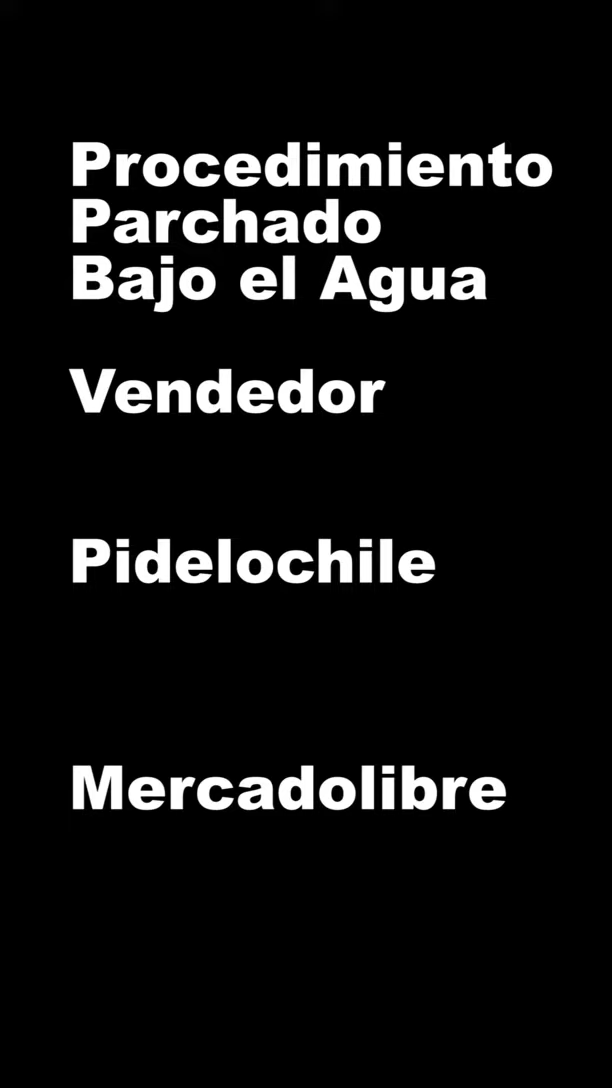 Procedimiento
Parchado
Bajo el Agua
Vendedor
Pidelochile
Mercadolibre